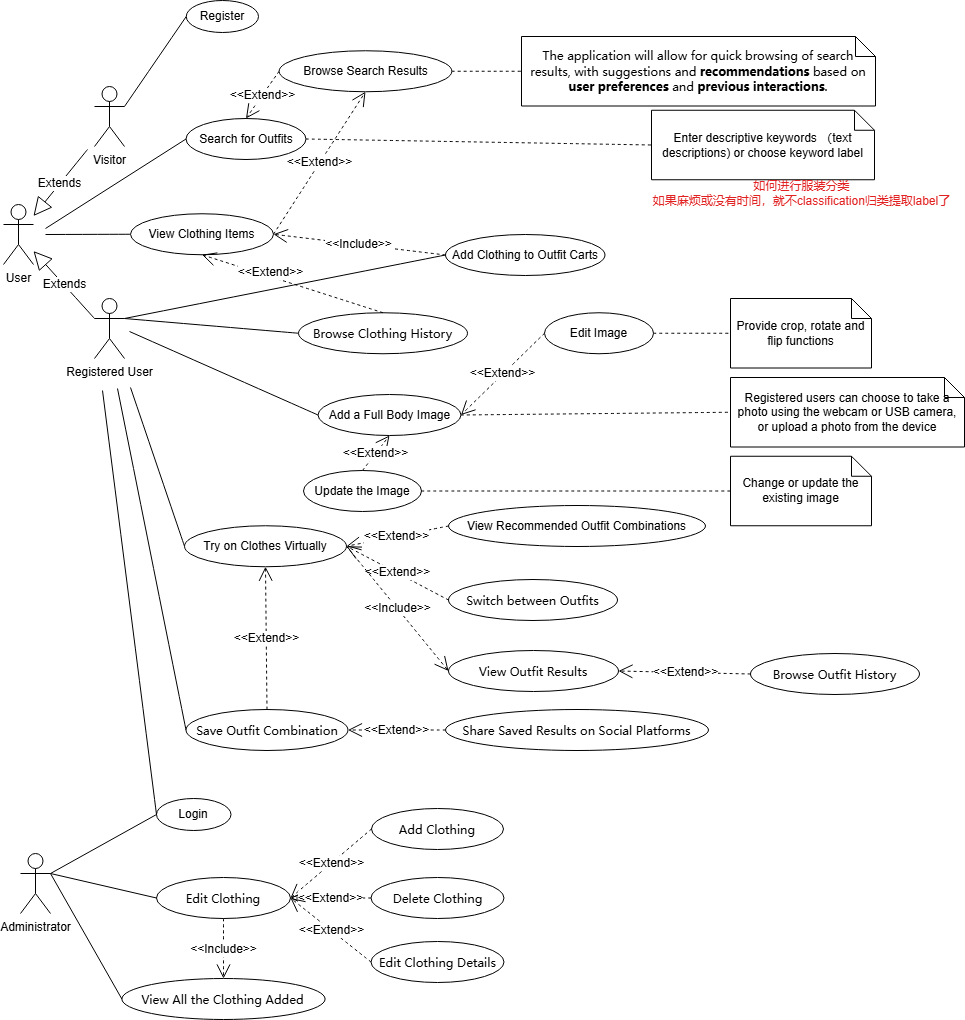 Register
Browse Search Results
The application will allow for quick browsing of search
results, with suggestions and recommendations based on
user preferences and previous interactions.
<<Extend>>
Search for Outfits
Enter descriptive keywords （text
descriptions) or choose keyword label
Visitor
<<Extend>>
Extends
如何进行服装分类
如果麻烦或没有时间，就不classification归类提取label了
View Clothing Items
<<Include>>
Add Clothing to Outfit Carts
User
<<Extend>>
Extends
Browse Clothing History
Edit Image
Provide crop, rotate and
flip functions
Registered User
<<Extend>>
Add a Full Body Image
Registered users can choose to take a
photo using the webcam or USB camera,
or upload a photo from the device
<<Extend>>
Update the Image
Change or update the
existing image
View Recommended Outfit Combinations
<<Extend>>
Try on Clothes Virtually
<<Extend>>
Switch between Outfits
<<Include>>
<<Extend>>
View Outfit Results
<<Extend>>
Browse Outfit History
Save Outfit Combination
<<Extend>>
Share Saved Results on Social Platforms
Login
Add Clothing
<<Extend>>
Edit Clothing
<<Extend>>
Delete Clothing
Administrator
<<Extend>>
<<Include>>
Edit Clothing Details
View All the Clothing Added